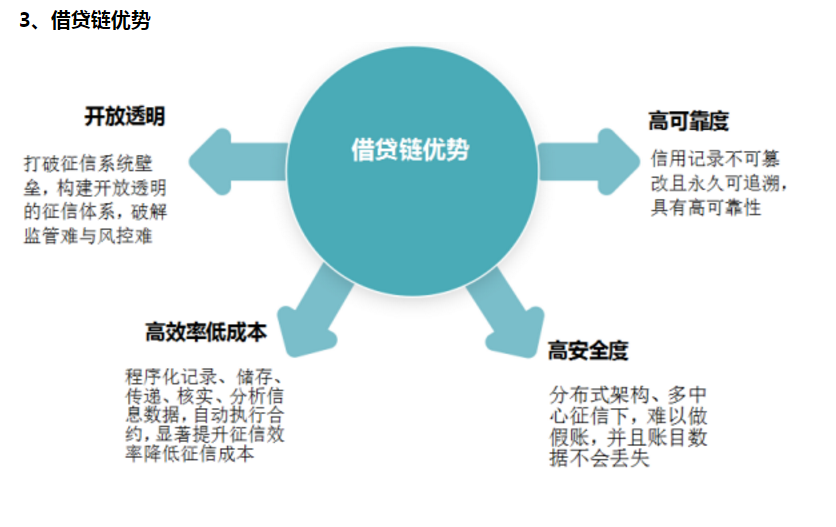 3、借贷链优势
借贷链优势
开放透明
打破征信系统壁
垒，构建开放透明
的征信体系，破解
监管难与风控难
高可靠度
信用记录不可篡
改且永久可追溯，
具有高可靠性
高效率低成本
程序化记录、储存、
传递、核实、分析信
息数据，自动执行合
约，显著提升征信效
率降低征信成本
高安全度
分布式架构、多中
心征信下，难以做
假账，并且账目数
据不会丢失